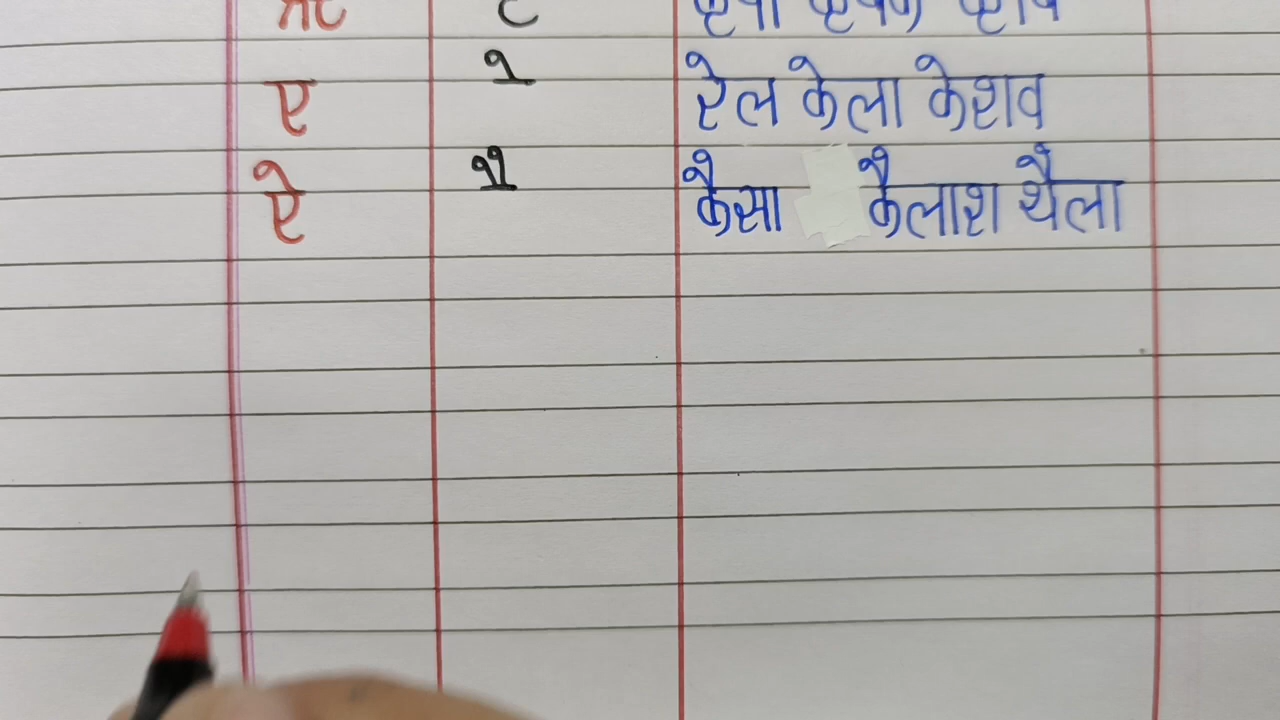 ए े रेल केला केशव
ऐ ै कैसा कैलाश थैला